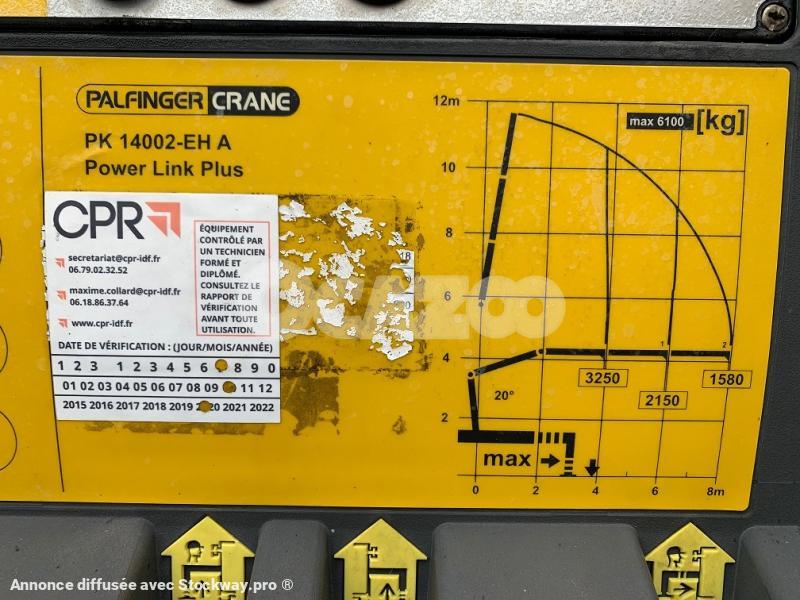 PALFINGER CRANE
PK 14002-EH A
Power Link Plus
CPR
secretariat@cpr-idf.fr
06.79.02.32.52
maxime.collard@cpr-idf.fr
06.18.86.37.64
www.cpr-idf.fr
ÉQUIPEMENT
CONTRÔLÉ PAR
UN TECHNICIEN
FORMÉ ET
DIPLÔMÉ.
CONSULTEZ LE
RAPPORT DE
VÉRIFICATION
AVANT TOUTE
UTILISATION.
DATE DE VÉRIFICATION : (JOUR/MOIS/ANNÉE)
1 2 3 1 2 3 4 5 6 8 9 0
01 02 03 04 05 06 07 08 09 11 12
2015 2016 2017 2018 2019 2020 2021 2022
18
12m
max 6100 [kg]
10
8
6
4
1
2
3250
2150
1580
20°
2
max
0 2 4 6 8m
Annonce diffusée avec Stockway.pro ®